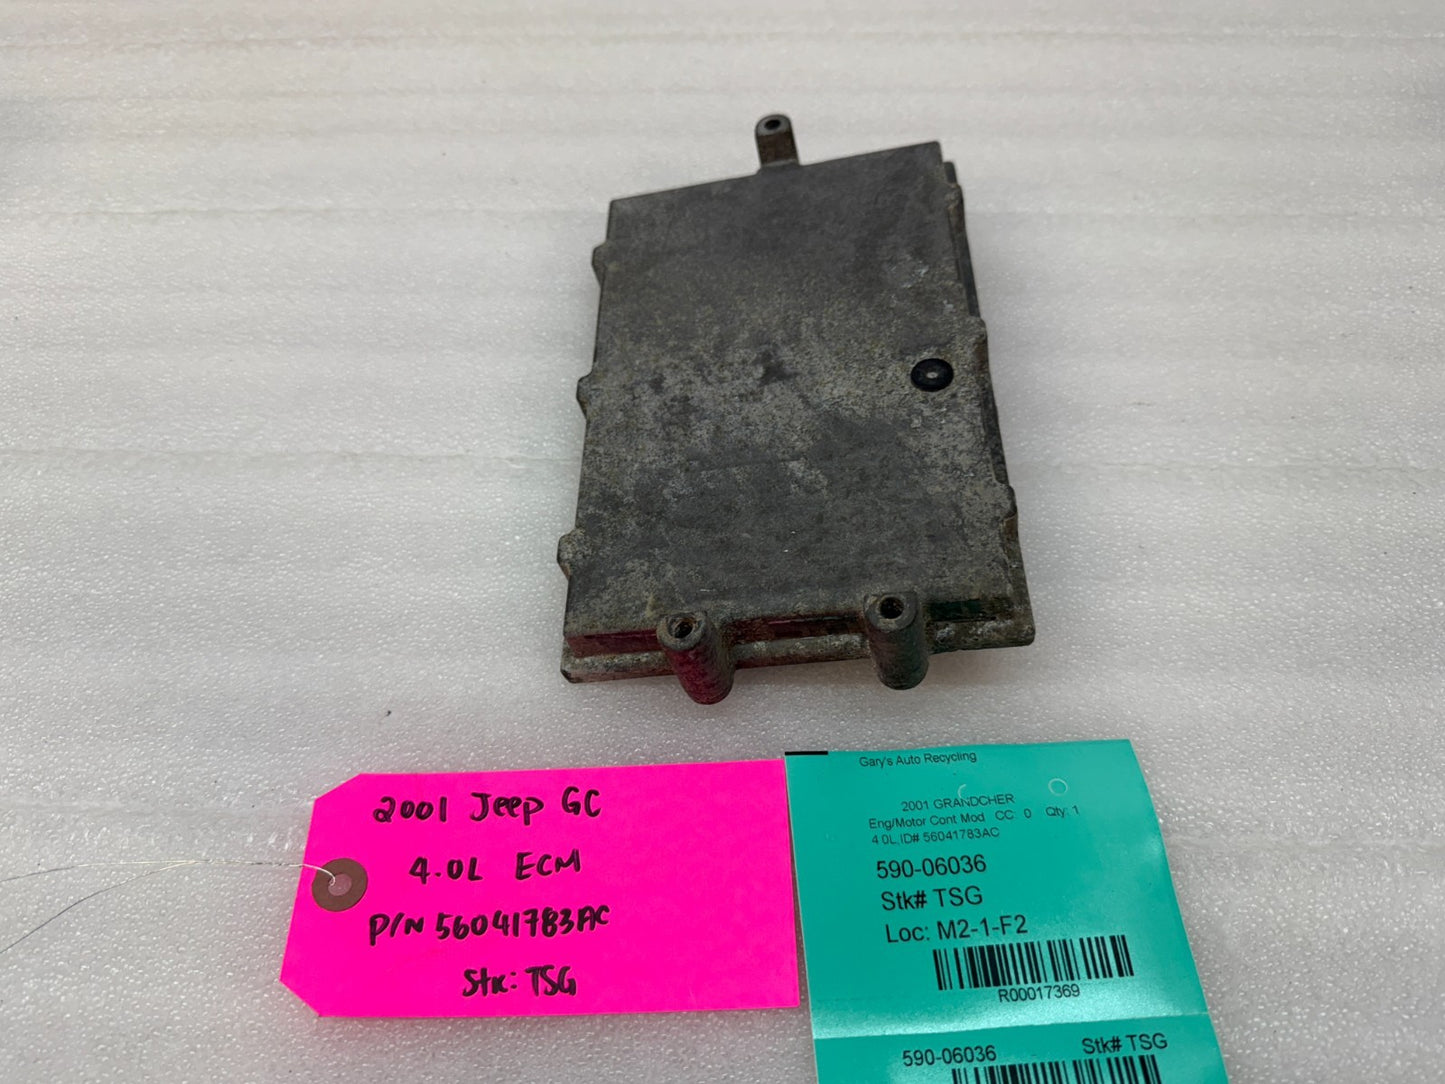 2001 Jeep GC
4.0L ECM
P/N 56041783AC
Stk: TSG
Gary's Auto Recycling
2001 GRANDCHER
Eng/Motor Cont Mod CC: 0 Qty: 1
4.0L,ID# 56041783AC
590-06036
Stk# TSG
Loc: M2-1-F2
R00017369
590-06036 Stk# TSG